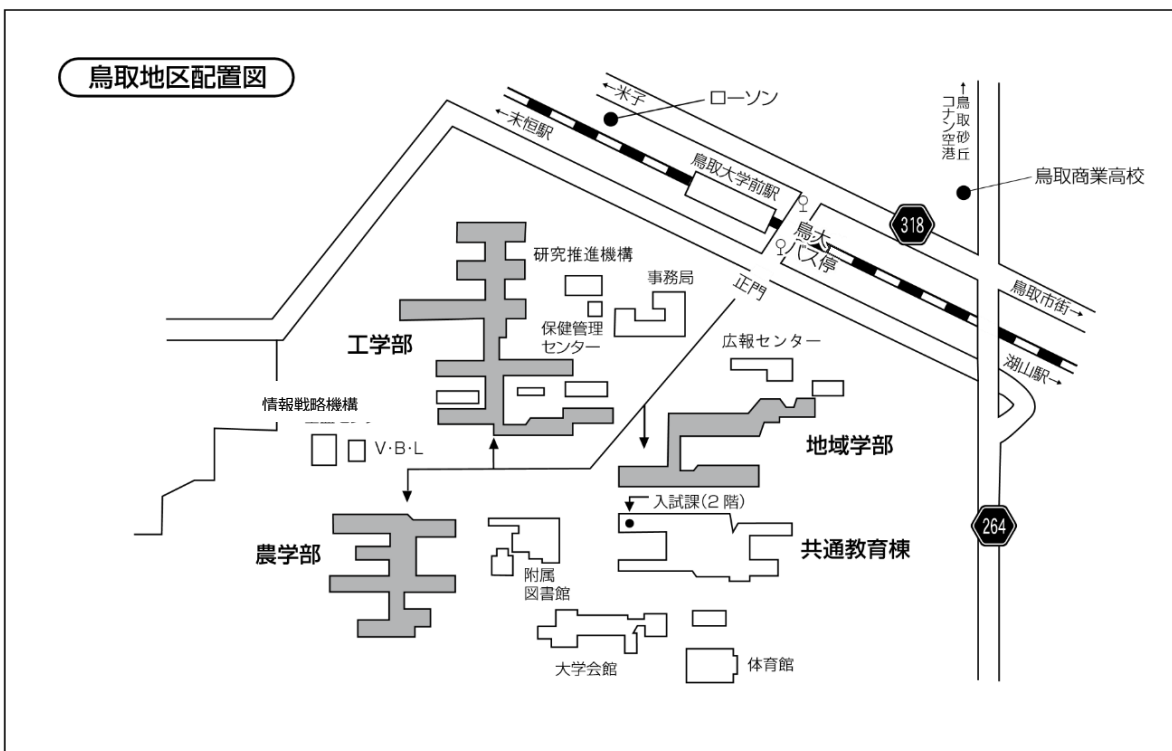 鳥取地区配置図
←米子
ローソン
←末恒駅
鳥取大学前駅
↑鳥取砂丘
コナン空港
鳥取商業高校
318
鳥大
バス停
正門
鳥取市街→
湖山駅→
研究推進機構
事務局
保健管理
センター
工学部
広報センター
情報戦略機構
V・B・L
地域学部
入試課(2階)
264
共通教育棟
農学部
附属
図書館
大学会館
体育館